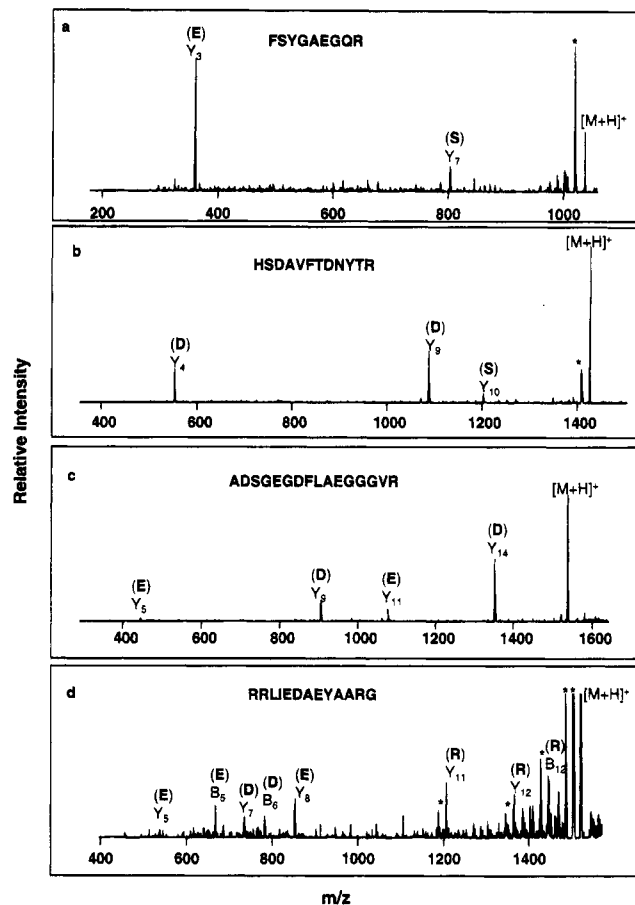 a FSYGAEGQR
(E)
Y3
(S)
Y7
*
[M+H]+
200 400 600 800 1000
b HSDAVFTDNYTR
(D)
Y4
(D)
Y9
(S)
Y10
*
[M+H]+
400 600 800 1000 1200 1400
c ADSGEGDFLAEGGGVR
(E)
Y5
(D)
Y9
(E)
Y11
(D)
Y14
[M+H]+
400 600 800 1000 1200 1400 1600
d RRLIEDAEYAARG
(E)
Y5
(E)
B5
(D)
Y7
(D)
B6
(E)
Y8
*
(R)
Y11
*
(R)
Y12
*
(R)
B12
* *
[M+H]+
400 600 800 1000 1200 1400
Relative Intensity
m/z